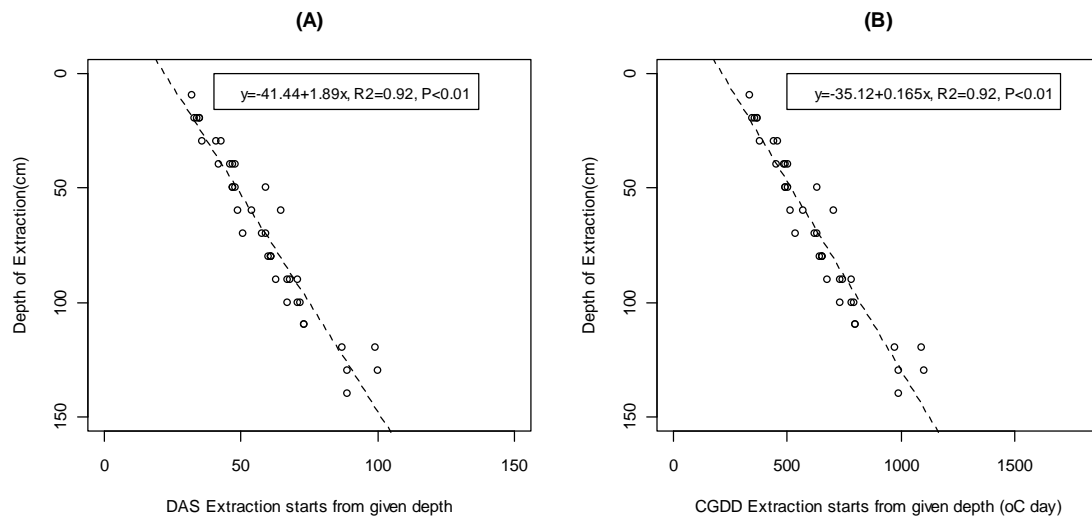 (A)
y=-41.44+1.89x, R2=0.92, P<0.01
Depth of Extraction(cm)
0
50
100
150
0 50 100 150
DAS Extraction starts from given depth
(B)
y=-35.12+0.165x, R2=0.92, P<0.01
Depth of Extraction(cm)
0
50
100
150
0 500 1000 1500
CGDD Extraction starts from given depth (oC day)